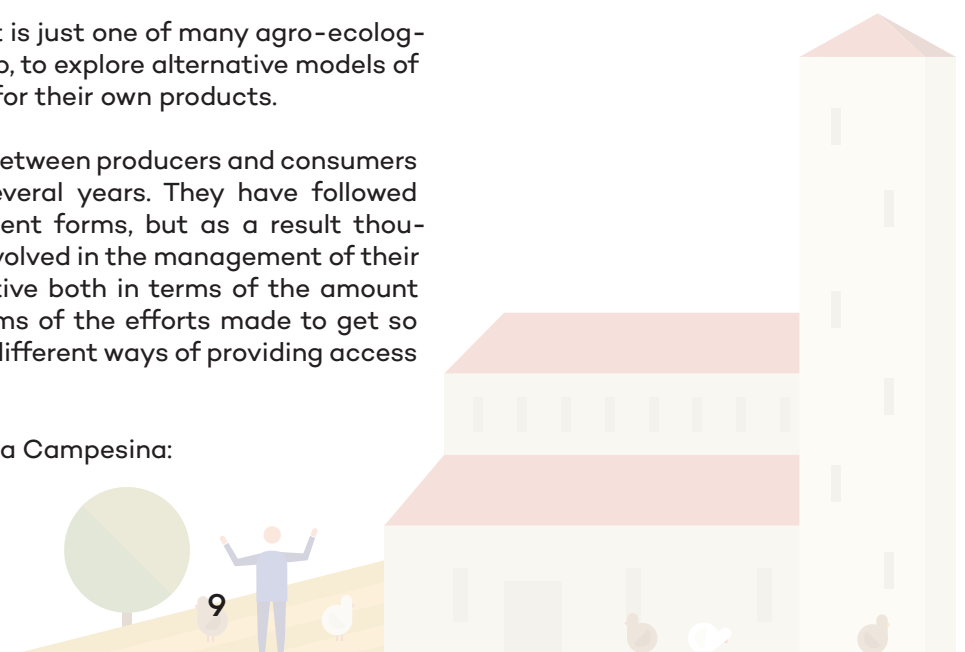 is just one of many agro-ecolog-
to explore alternative models of
for their own products.
between producers and consumers
several years. They have followed
ent forms, but as a result thou-
volved in the management of their
tive both in terms of the amount
ms of the efforts made to get so
different ways of providing access
a Campesina:
9